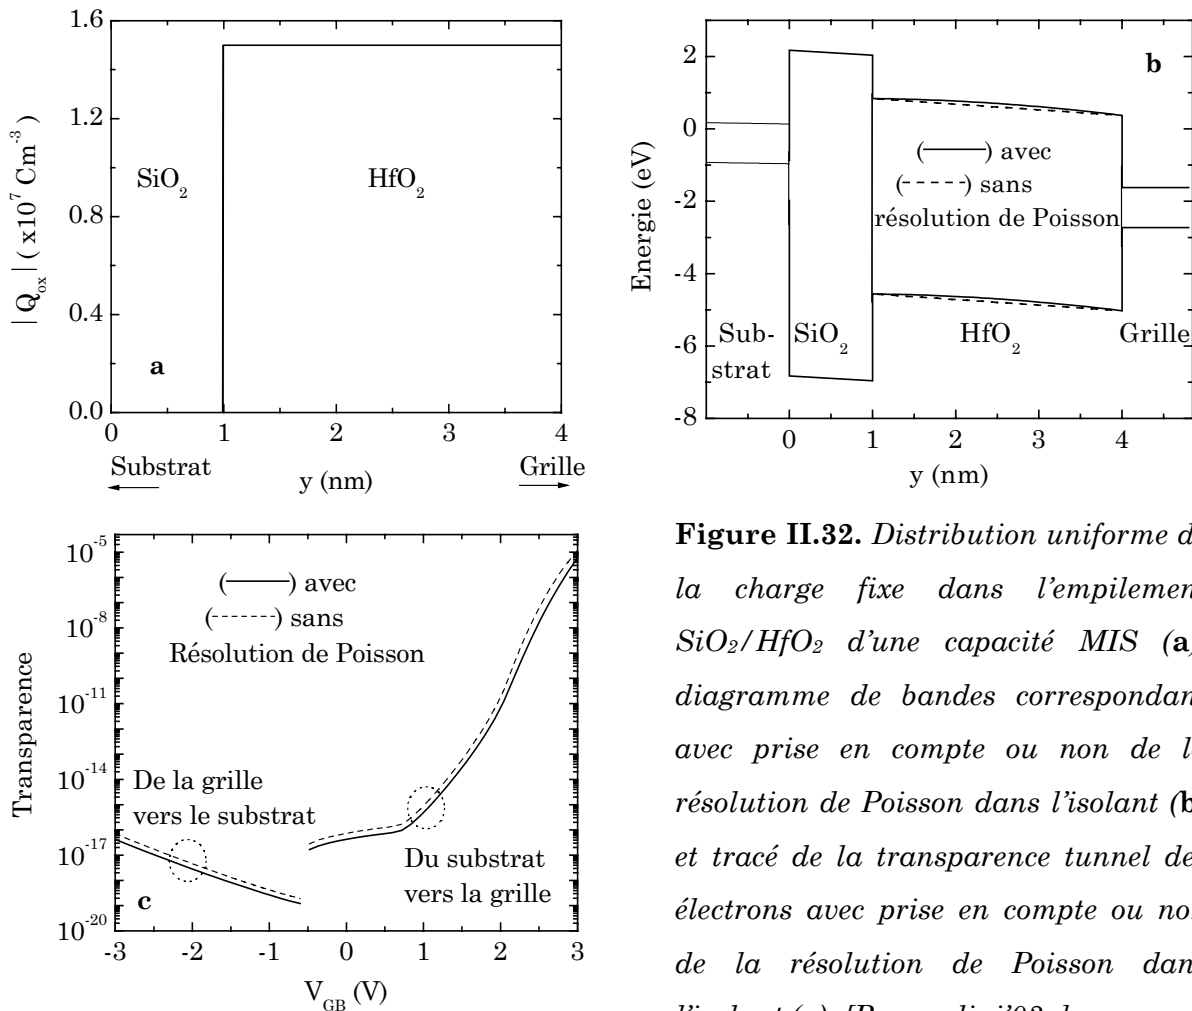 1.6
1.2
0.8
0.4
0.0
|Q_ox| ( x10^7 Cm^-3 )
SiO2
HfO2
a
0 1 2 3 4
Substrat
y (nm)
Grille
2
0
-2
-4
-6
-8
Energie (eV)
b
( ) avec
( ) sans
résolution de Poisson
Sub-
strat
SiO2
HfO2
Grille
0 1 2 3 4
y (nm)
10^-5
10^-8
10^-11
10^-14
10^-17
10^-20
Transparence
( ) avec
( ) sans
Résolution de Poisson
De la grille
vers le substrat
Du substrat
vers la grille
c
-3 -2 -1 0 1 2 3
V_GB (V)
Figure II.32. Distribution uniforme d
la charge fixe dans l'empilemen
SiO2/HfO2 d'une capacité MIS (a)
diagramme de bandes correspondan
avec prise en compte ou non de l
résolution de Poisson dans l'isolant (b
et tracé de la transparence tunnel de
électrons avec prise en compte ou no
de la résolution de Poisson dan